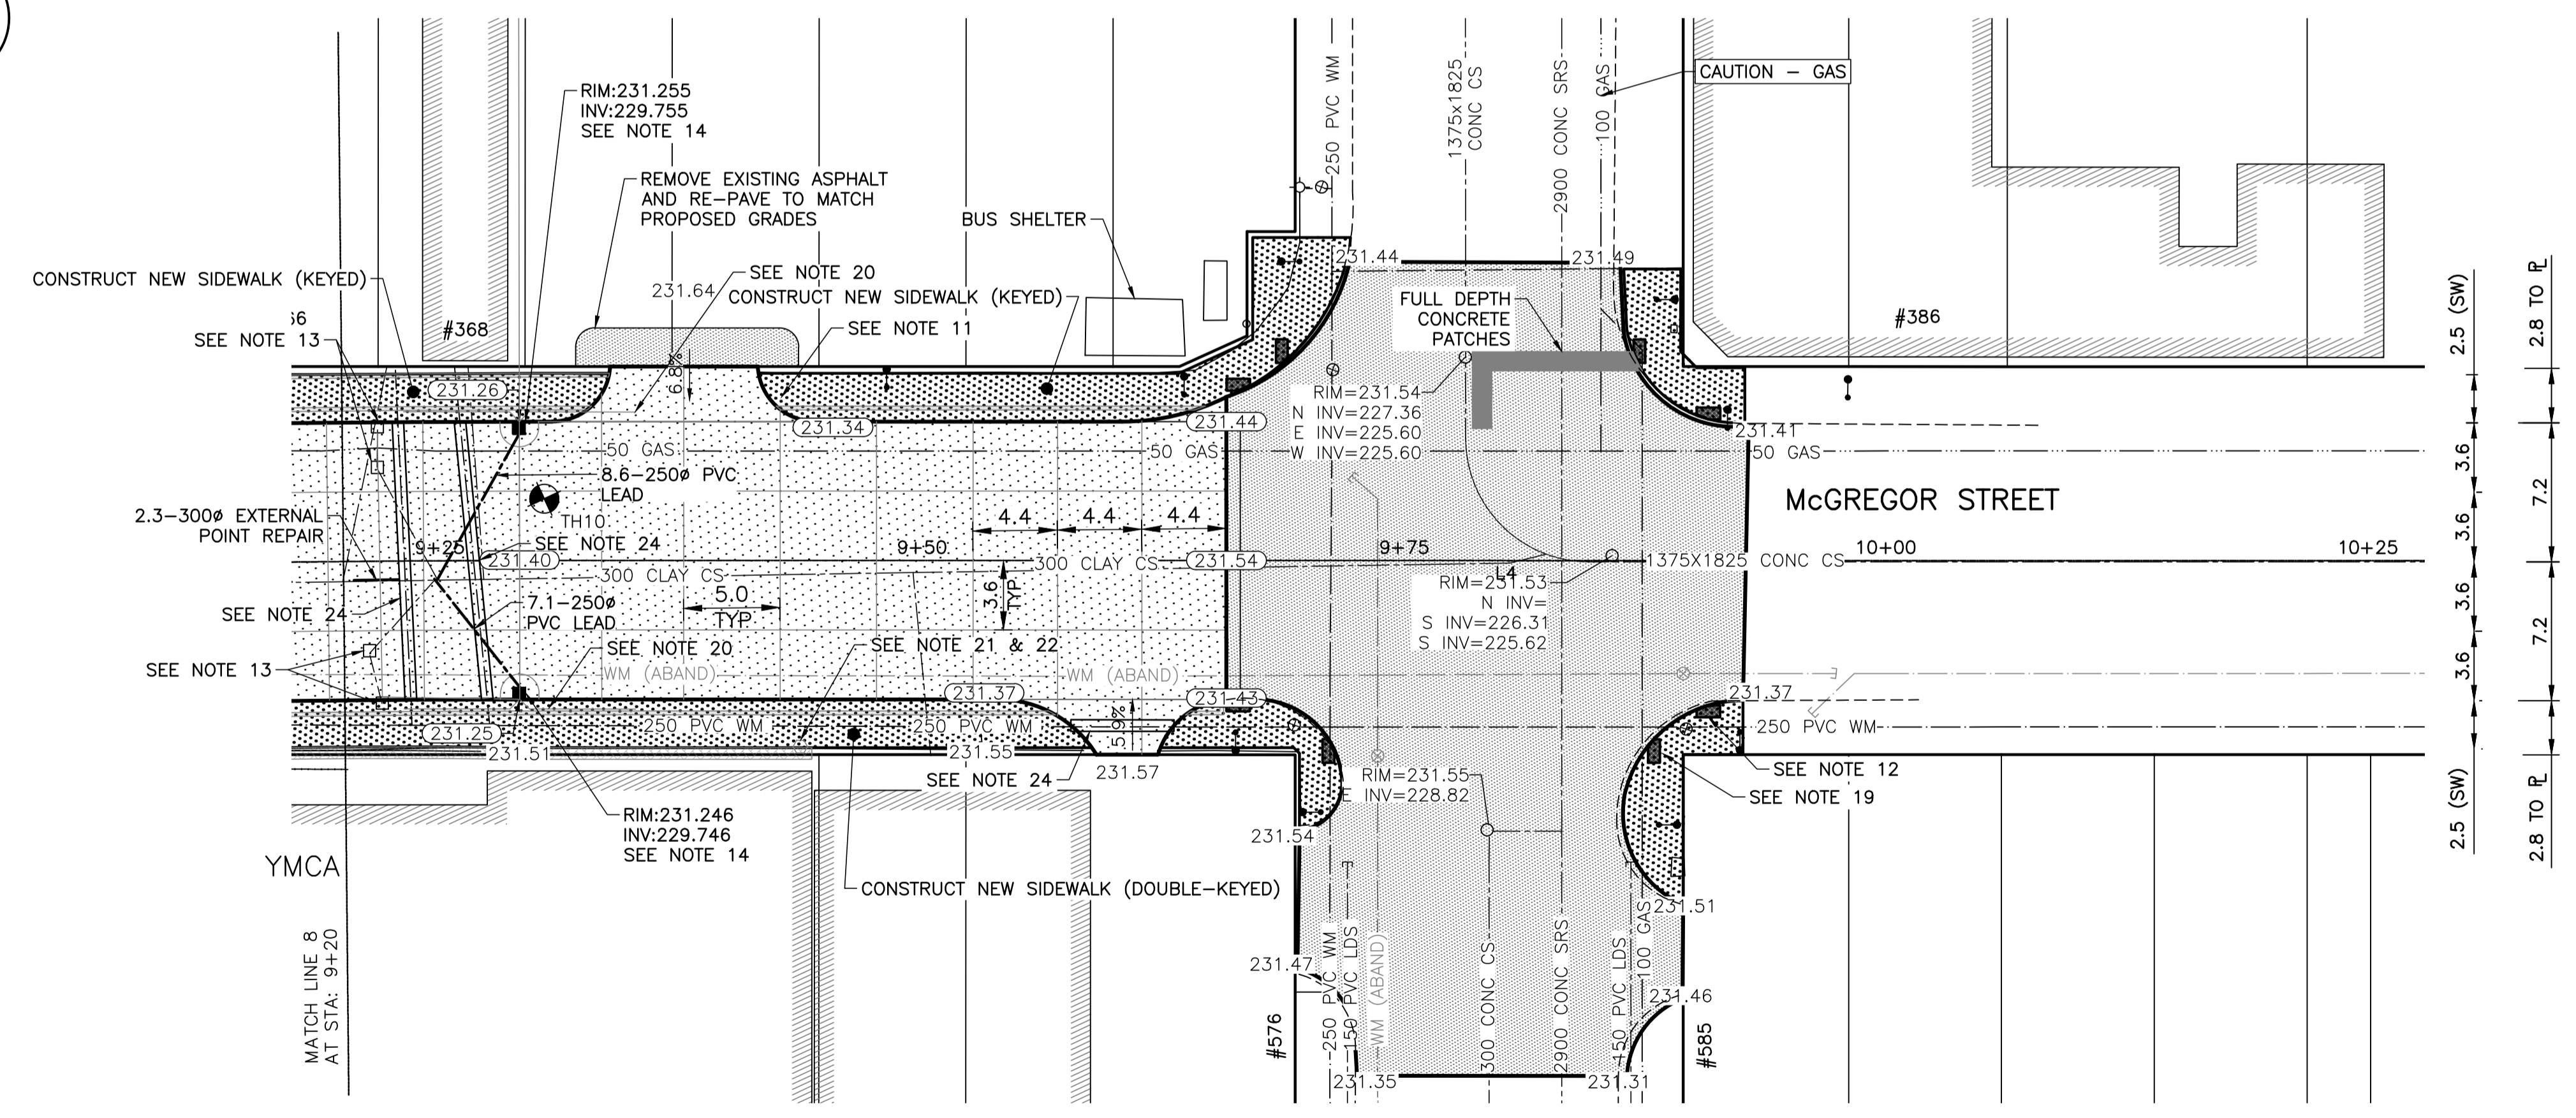 RIM:231.255
INV:229.755
SEE NOTE 14
REMOVE EXISTING ASPHALT
AND RE-PAVE TO MATCH
PROPOSED GRADES
BUS SHELTER
250 PVC WM
1375x1825
CONC CS
2900 CONC SRS
100 GAS
CAUTION - GAS
CONSTRUCT NEW SIDEWALK (KEYED)
SEE NOTE 13
#368
231.64
SEE NOTE 20
CONSTRUCT NEW SIDEWALK (KEYED)
SEE NOTE 11
6.8%
231.44
231.49
FULL DEPTH
CONCRETE
PATCHES
#386
231.26
231.34
231.44
231.41
RIM=231.54
N INV=227.36
E INV=225.60
W INV=225.60
50 GAS
50 GAS
50 GAS
8.6-250ø PVC
LEAD
TH10
2.3-300ø EXTERNAL
POINT REPAIR
9+25
SEE NOTE 24
231.40
300 CLAY CS
9+50
4.4
4.4
4.4
300 CLAY CS
231.54
9+75
L4
1375X1825 CONC CS
10+00
10+25
McGREGOR STREET
RIM=231.53
N INV=
S INV=226.31
S INV=225.62
SEE NOTE 24
7.1-250ø
PVC LEAD
5.0
TYP
3.6
TYP
SEE NOTE 20
SEE NOTE 21 & 22
SEE NOTE 13
WM (ABAND)
WM (ABAND)
231.37
231.43
231.37
231.25
250 PVC WM
250 PVC WM
250 PVC WM
231.51
231.55
5.9%
231.57
SEE NOTE 24
SEE NOTE 12
SEE NOTE 19
RIM=231.55
E INV=228.82
RIM:231.246
INV:229.746
SEE NOTE 14
231.54
YMCA
CONSTRUCT NEW SIDEWALK (DOUBLE-KEYED)
MATCH LINE 8
AT STA: 9+20
231.47
231.51
231.46
#576
250 PVC WM
150 PVC LDS
WM (ABAND)
300 CONC CS
2900 CONC SRS
150 PVC LDS
100 GAS
#585
231.35
231.31
2.5 (SW)
3.6
3.6
3.6
3.6
2.5 (SW)
2.8 TO PL
7.2
7.2
2.8 TO PL